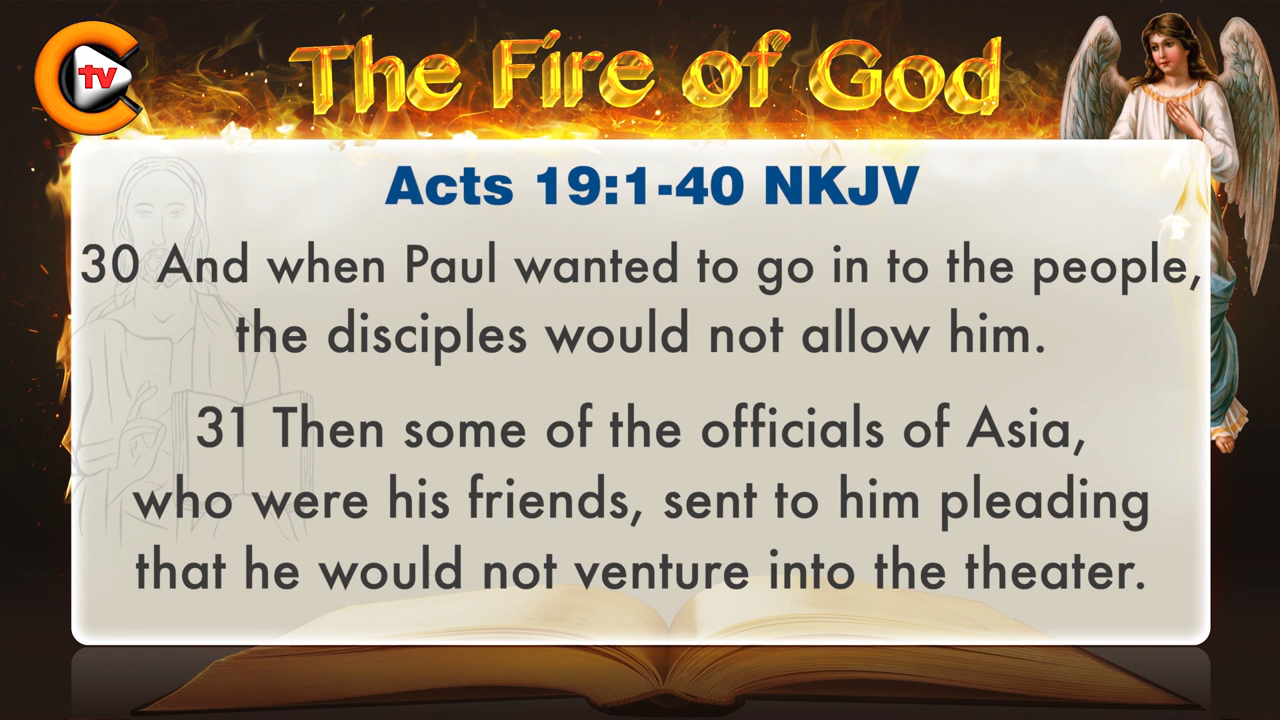 tv
The Fire of God
Acts 19:1-40 NKJV
30 And when Paul wanted to go in to the people,
the disciples would not allow him.
31 Then some of the officials of Asia,
who were his friends, sent to him pleading
that he would not venture into the theater.